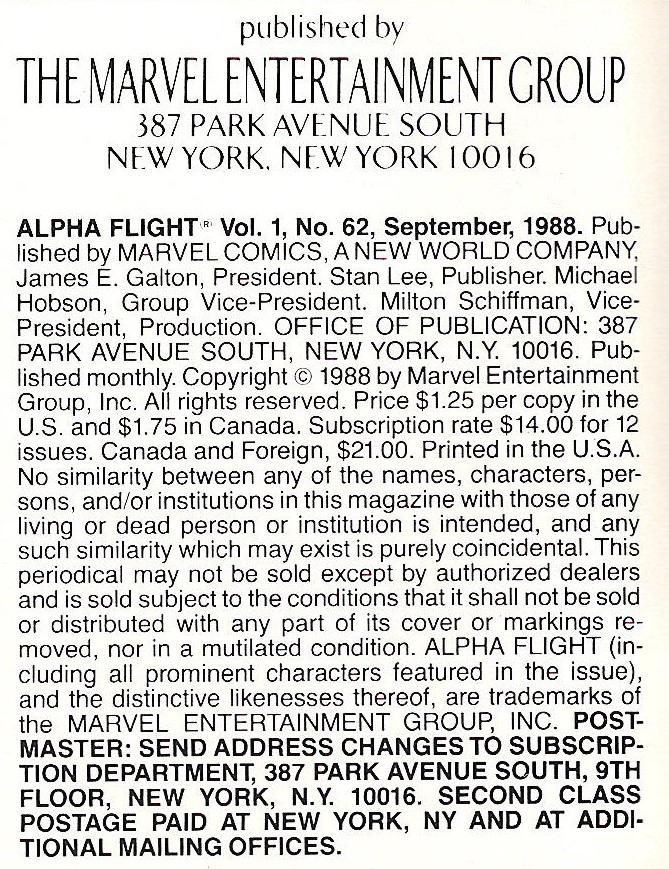 published by
THE MARVEL ENTERTAINMENT GROUP
387 PARK AVENUE SOUTH
NEW YORK, NEW YORK 10016
ALPHA FLIGHT® Vol. 1, No. 62, September, 1988. Pub-
lished by MARVEL COMICS, A NEW WORLD COMPANY,
James E. Galton, President. Stan Lee, Publisher. Michael
Hobson, Group Vice-President. Milton Schiffman, Vice-
President, Production. OFFICE OF PUBLICATION: 387
PARK AVENUE SOUTH, NEW YORK, N.Y. 10016. Pub-
lished monthly. Copyright © 1988 by Marvel Entertainment
Group, Inc. All rights reserved. Price $1.25 per copy in the
U.S. and $1.75 in Canada. Subscription rate $14.00 for 12
issues. Canada and Foreign, $21.00. Printed in the U.S.A.
No similarity between any of the names, characters, per-
sons, and/or institutions in this magazine with those of any
living or dead person or institution is intended, and any
such similarity which may exist is purely coincidental. This
periodical may not be sold except by authorized dealers
and is sold subject to the conditions that it shall not be sold
or distributed with any part of its cover or markings re-
moved, nor in a mutilated condition. ALPHA FLIGHT (in-
cluding all prominent characters featured in the issue),
and the distinctive likenesses thereof, are trademarks of
the MARVEL ENTERTAINMENT GROUP, INC. POST-
MASTER: SEND ADDRESS CHANGES TO SUBSCRIP-
TION DEPARTMENT, 387 PARK AVENUE SOUTH, 9TH
FLOOR, NEW YORK, N.Y. 10016. SECOND CLASS
POSTAGE PAID AT NEW YORK, NY AND AT ADDI-
TIONAL MAILING OFFICES.